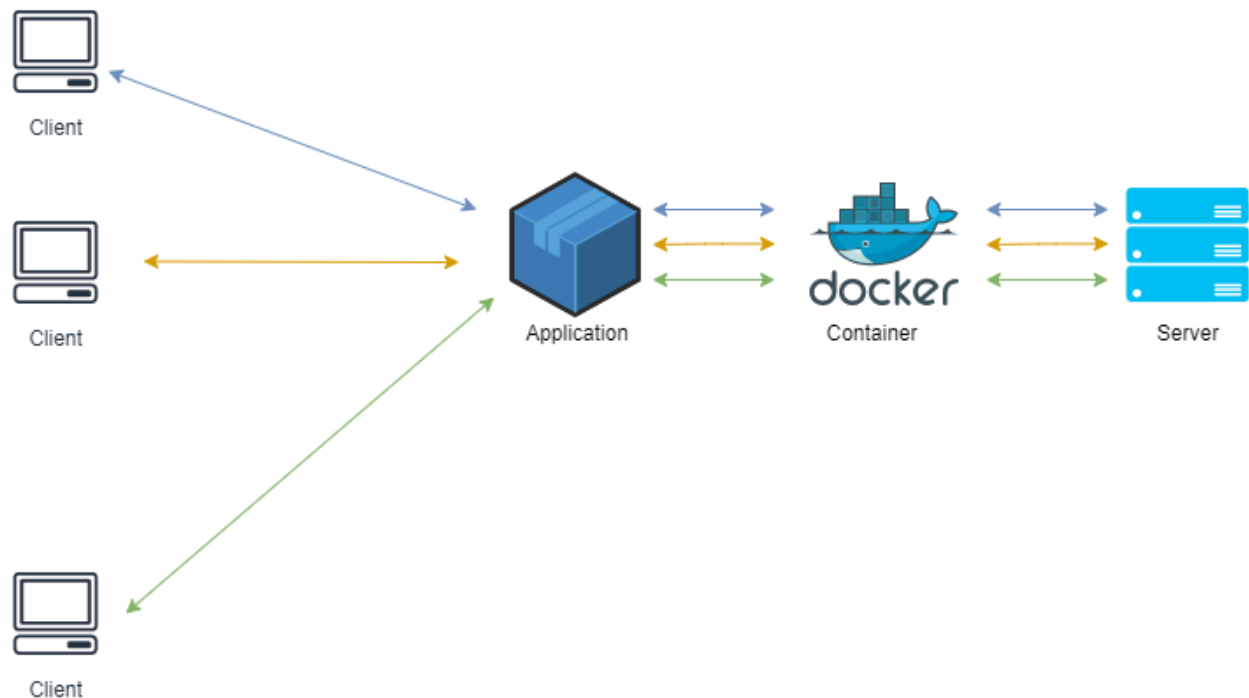 Client
Client
docker
Application
Container
Server
Client